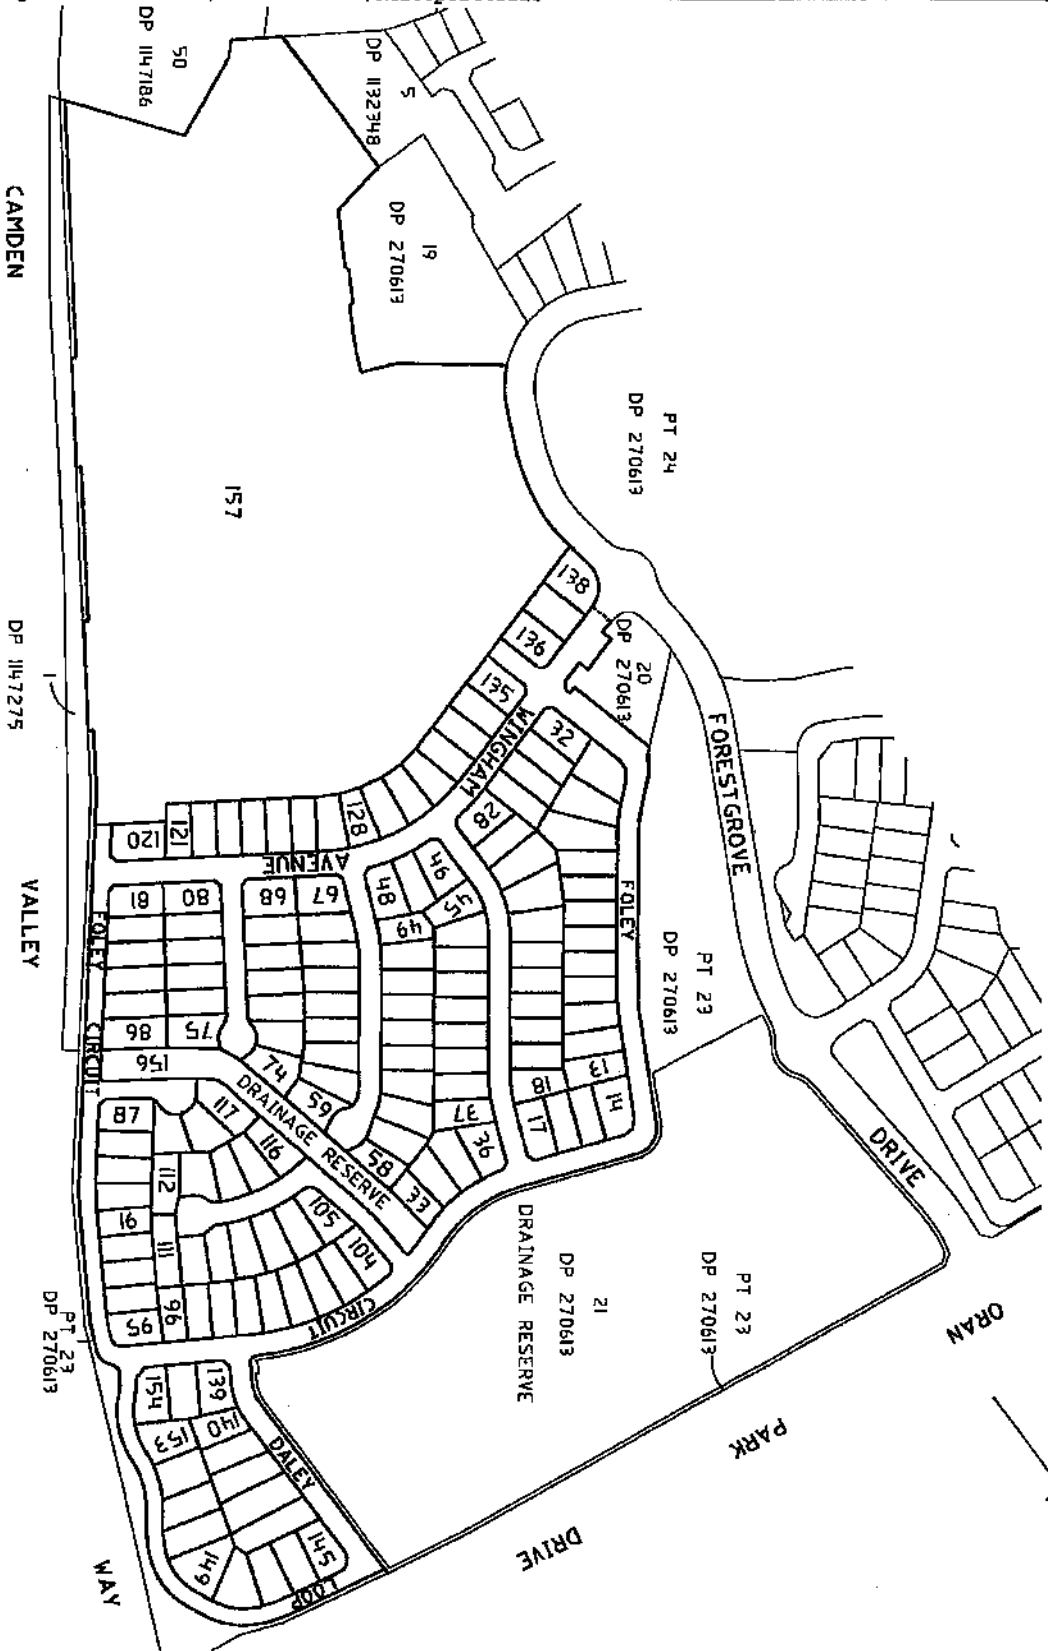 50
DP 1147186
5
DP 1132348
19
DP 270613
CAMDEN
PT 24
DP 270613
157
138
136
20
DP 270613
131
WINGHAM
32
FORESTGROVE
DP 1147275
1
28
128
121
120
AVENUE
46
45
48
49
FOLEY
81
80
68
67
VALLEY
FOLEY
PT 23
DP 270613
CIRCUIT
86
75
156
74
59
13
18
14
17
37
36
DRAINAGE RESERVE
87
117
116
58
33
DRIVE
112
91
111
105
104
DRAINAGE RESERVE
21
DP 270613
PT 23
DP 270613
ORAN
95
96
CIRCUIT
PT 23
DP 270613
154
139
153
140
DALEY
PARK
149
145
LOOP
DRIVE
WAY